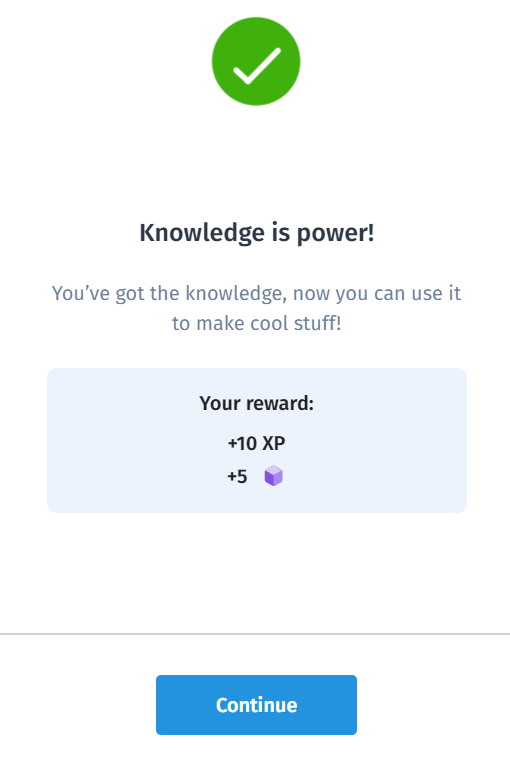 Knowledge is power!
You’ve got the knowledge, now you can use it
to make cool stuff!
Your reward:
+10 XP
+5
Continue